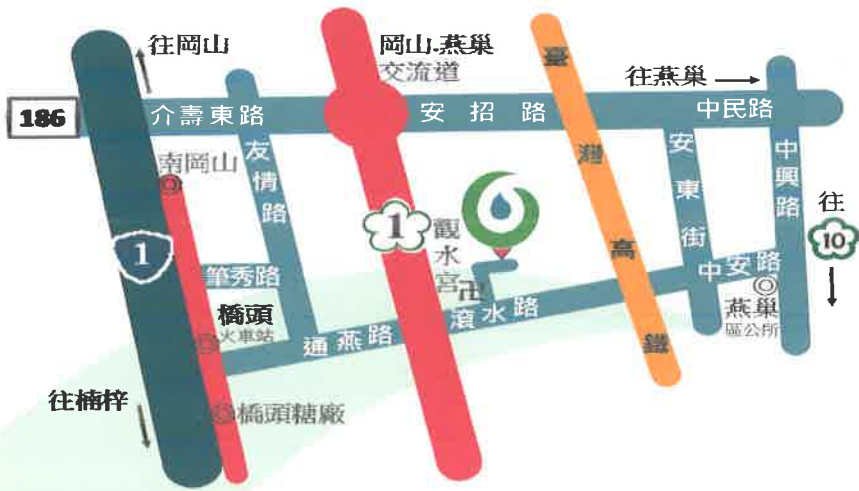 往岡山
岡山.燕巢
交流道
往燕巢
臺灣高鐵
186
介壽東路
安招路
中民路
南岡山
友情路
安東街
中興路
往
10
1
1
觀水宮
卍
筆秀路
中安路
橋頭
火車站
通燕路
滾水路
燕巢
區公所
往楠梓
橋頭糖廠